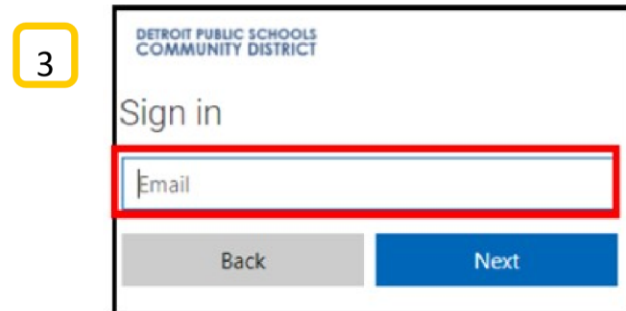 3
DETROIT PUBLIC SCHOOLS
COMMUNITY DISTRICT
Sign in
Email
Back Next